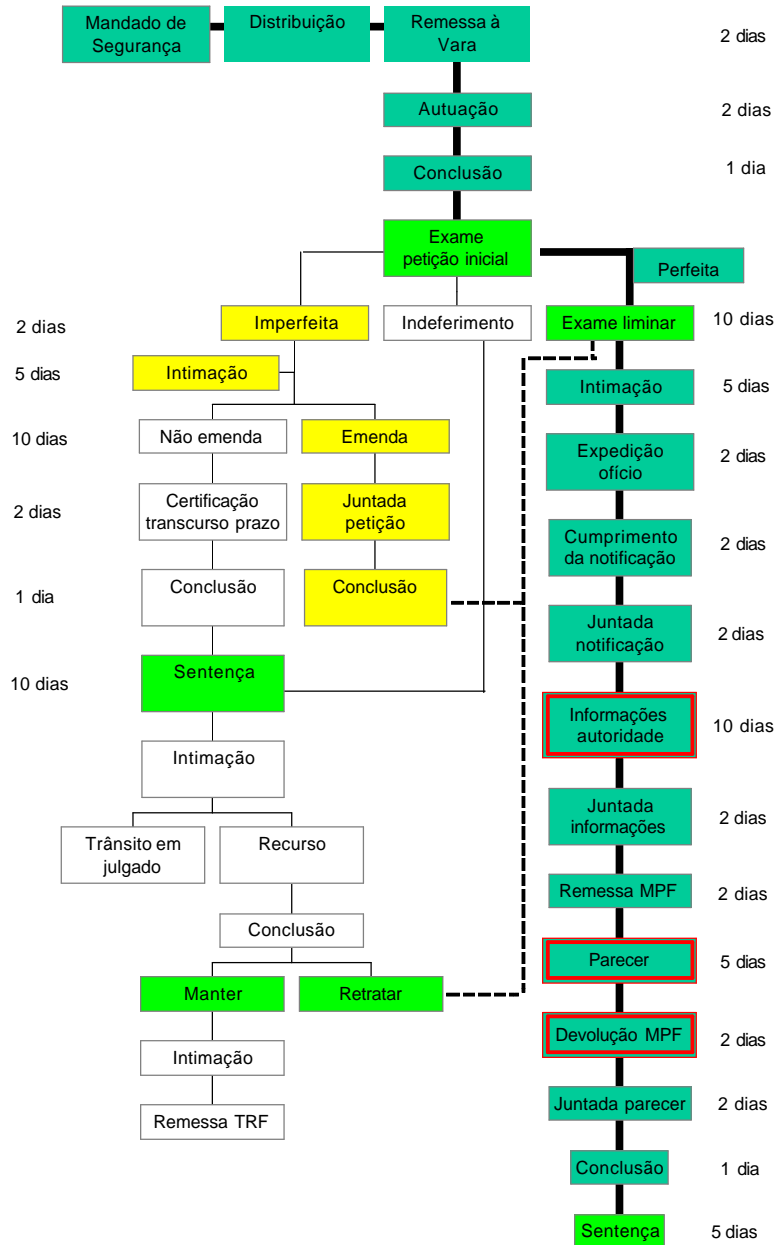 Mandado de
Segurança
Distribuição
Remessa à
Vara
2 dias
Autuação
2 dias
Conclusão
1 dia
Exame
petição inicial
Perfeita
2 dias
Imperfeita
Indeferimento
Exame liminar
10 dias
5 dias
Intimação
Intimação
5 dias
10 dias
Não emenda
Emenda
Expedição
ofício
2 dias
2 dias
Certificação
transcurso prazo
Juntada
petição
Cumprimento
da notificação
2 dias
1 dia
Conclusão
Conclusão
Juntada
notificação
2 dias
10 dias
Sentença
Informações
autoridade
10 dias
Intimação
Juntada
informações
2 dias
Trânsito em
julgado
Recurso
Remessa MPF
2 dias
Conclusão
Parecer
5 dias
Manter
Retratar
Devolução MPF
2 dias
Intimação
Juntada parecer
2 dias
Remessa TRF
Conclusão
1 dia
Sentença
5 dias